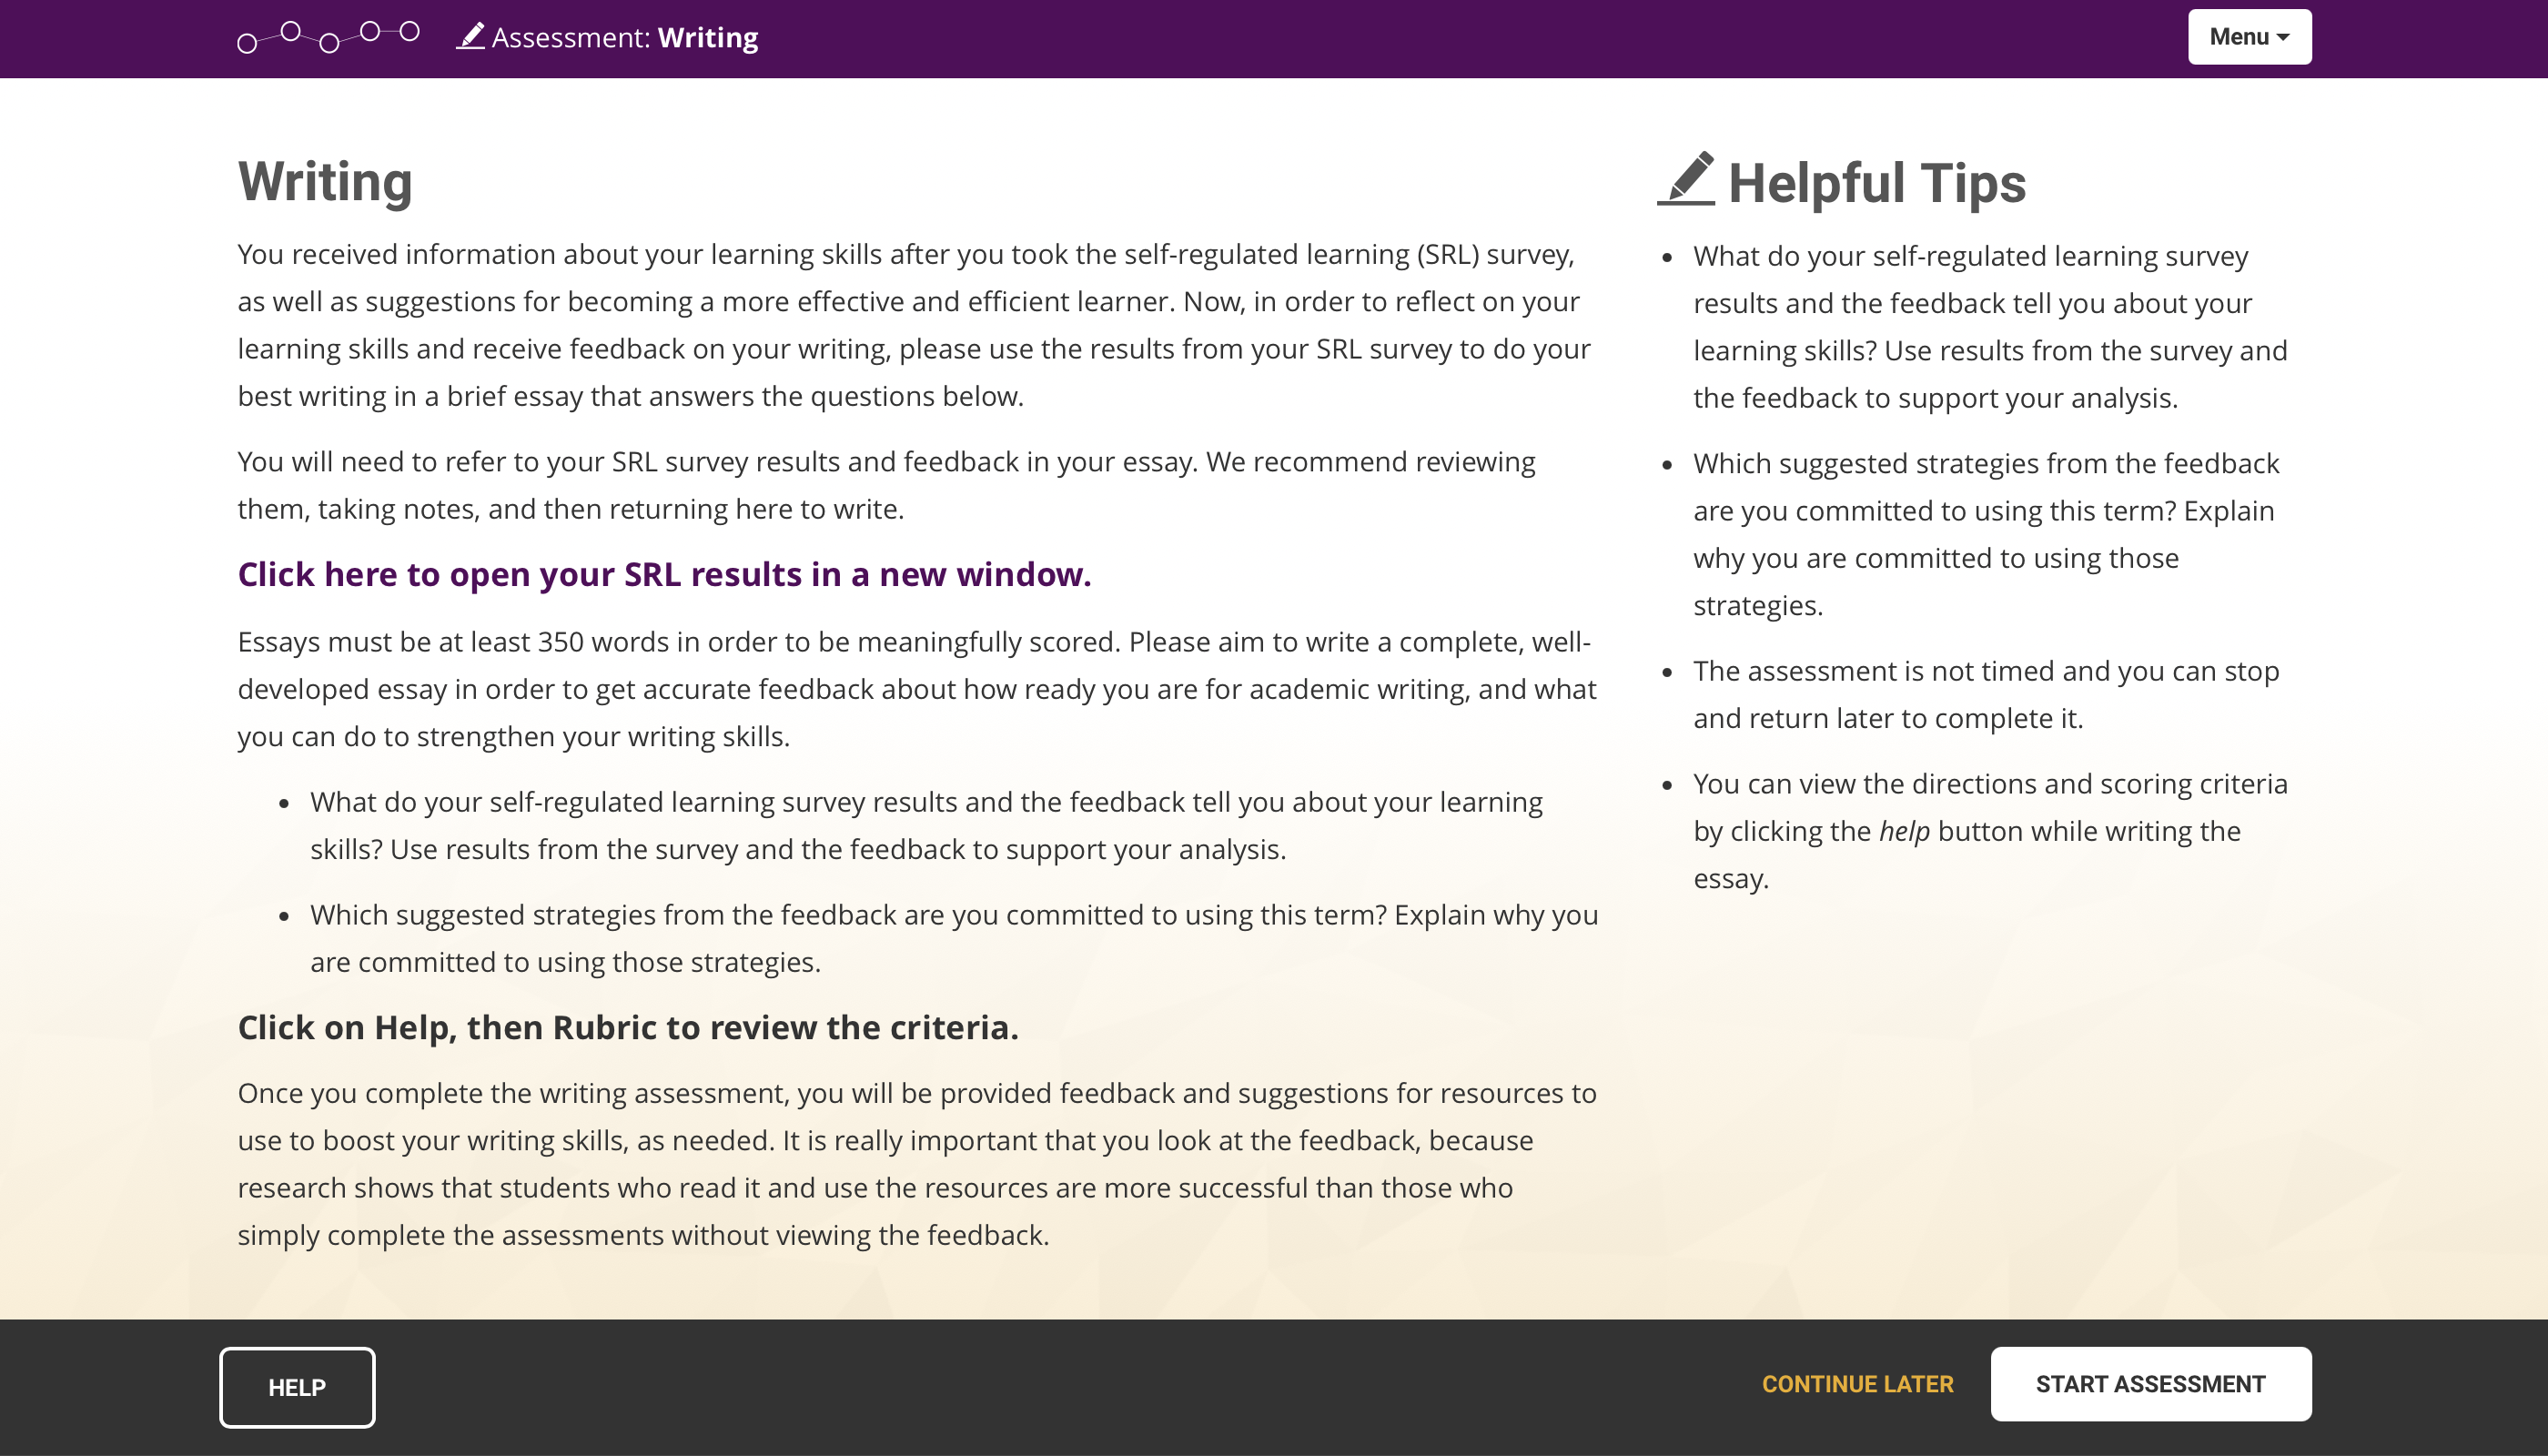 Assessment: Writing
Menu
Writing
You received information about your learning skills after you took the self-regulated learning (SRL) survey,
as well as suggestions for becoming a more effective and efficient learner. Now, in order to reflect on your
learning skills and receive feedback on your writing, please use the results from your SRL survey to do your
best writing in a brief essay that answers the questions below.
You will need to refer to your SRL survey results and feedback in your essay. We recommend reviewing
them, taking notes, and then returning here to write.
Click here to open your SRL results in a new window.
Essays must be at least 350 words in order to be meaningfully scored. Please aim to write a complete, well-
developed essay in order to get accurate feedback about how ready you are for academic writing, and what
you can do to strengthen your writing skills.
• What do your self-regulated learning survey results and the feedback tell you about your learning
skills? Use results from the survey and the feedback to support your analysis.
• Which suggested strategies from the feedback are you committed to using this term? Explain why you
are committed to using those strategies.
Click on Help, then Rubric to review the criteria.
Once you complete the writing assessment, you will be provided feedback and suggestions for resources to
use to boost your writing skills, as needed. It is really important that you look at the feedback, because
research shows that students who read it and use the resources are more successful than those who
simply complete the assessments without viewing the feedback.
Helpful Tips
• What do your self-regulated learning survey
results and the feedback tell you about your
learning skills? Use results from the survey and
the feedback to support your analysis.
• Which suggested strategies from the feedback
are you committed to using this term? Explain
why you are committed to using those
strategies.
• The assessment is not timed and you can stop
and return later to complete it.
• You can view the directions and scoring criteria
by clicking the help button while writing the
essay.
HELP
CONTINUE LATER
START ASSESSMENT